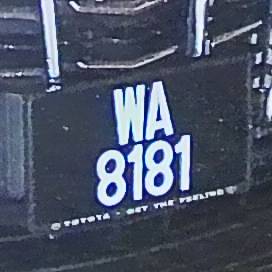 WA
8181
TOYOTA - GET THE FEELING